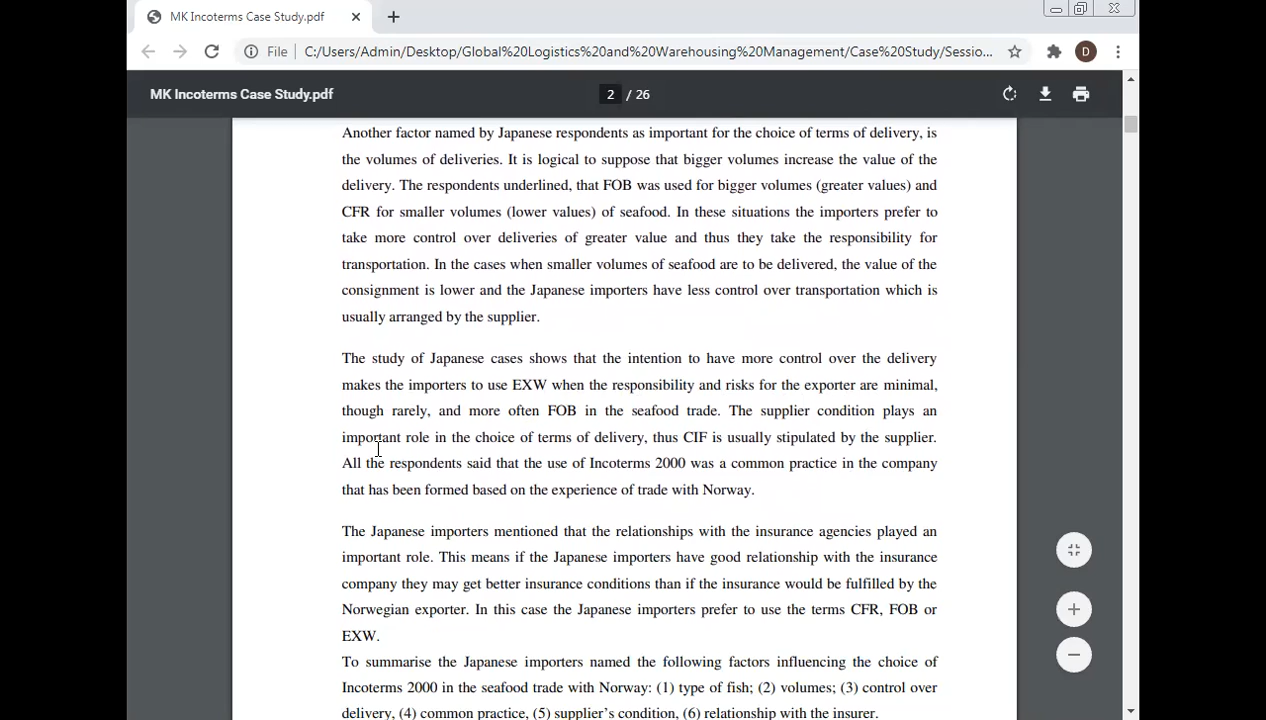 MK Incoterms Case Study.pdf
File C:/Users/Admin/Desktop/Global%20Logistics%20and%20Warehousing%20Management/Case%20Study/Sessio... D
MK Incoterms Case Study.pdf 2 / 26
Another factor named by Japanese respondents as important for the choice of terms of delivery, is
the volumes of deliveries. It is logical to suppose that bigger volumes increase the value of the
delivery. The respondents underlined, that FOB was used for bigger volumes (greater values) and
CFR for smaller volumes (lower values) of seafood. In these situations the importers prefer to
take more control over deliveries of greater value and thus they take the responsibility for
transportation. In the cases when smaller volumes of seafood are to be delivered, the value of the
consignment is lower and the Japanese importers have less control over transportation which is
usually arranged by the supplier.
The study of Japanese cases shows that the intention to have more control over the delivery
makes the importers to use EXW when the responsibility and risks for the exporter are minimal,
though rarely, and more often FOB in the seafood trade. The supplier condition plays an
important role in the choice of terms of delivery, thus CIF is usually stipulated by the supplier.
All the respondents said that the use of Incoterms 2000 was a common practice in the company
that has been formed based on the experience of trade with Norway.
The Japanese importers mentioned that the relationships with the insurance agencies played an
important role. This means if the Japanese importers have good relationship with the insurance
company they may get better insurance conditions than if the insurance would be fulfilled by the
Norwegian exporter. In this case the Japanese importers prefer to use the terms CFR, FOB or
EXW.
To summarise the Japanese importers named the following factors influencing the choice of
Incoterms 2000 in the seafood trade with Norway: (1) type of fish; (2) volumes; (3) control over
delivery, (4) common practice, (5) supplier's condition, (6) relationship with the insurer.